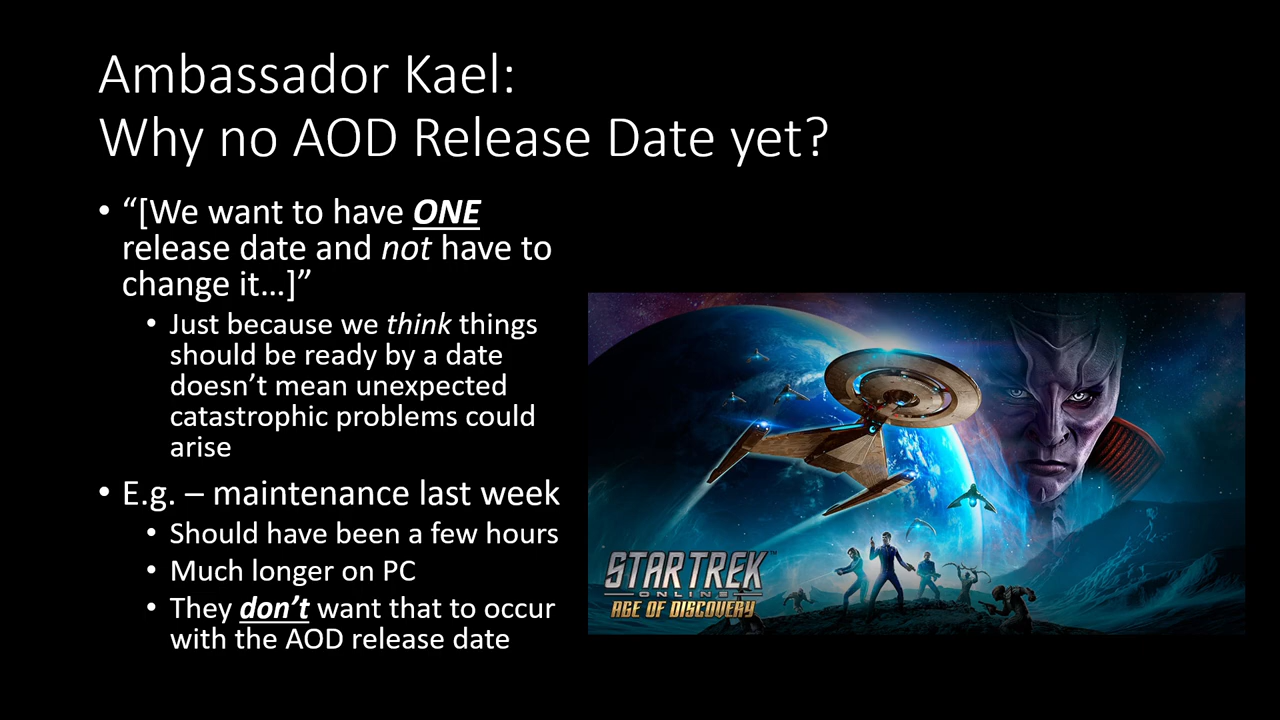 Ambassador Kael:
Why no AOD Release Date yet?
• “[We want to have ONE
release date and not have to
change it…]”
• Just because we think things
should be ready by a date
doesn’t mean unexpected
catastrophic problems could
arise
• E.g. – maintenance last week
• Should have been a few hours
• Much longer on PC
• They don’t want that to occur
with the AOD release date
STAR TREK™
ONLINE
AGE OF DISCOVERY